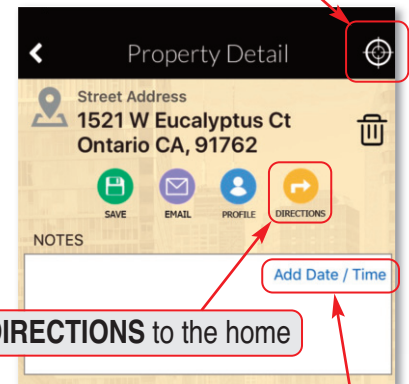 Property Detail
Street Address
1521 W Eucalyptus Ct
Ontario CA, 91762
SAVE EMAIL PROFILE DIRECTIONS
NOTES
Add Date / Time
DIRECTIONS to the home